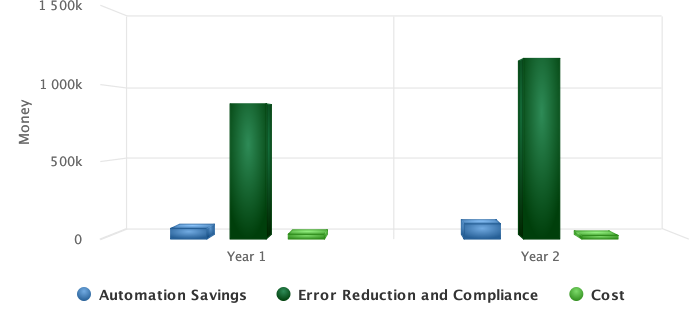 1 500k
1 000k
500k
0
Money
Year 1
Year 2
Automation Savings
Error Reduction and Compliance
Cost